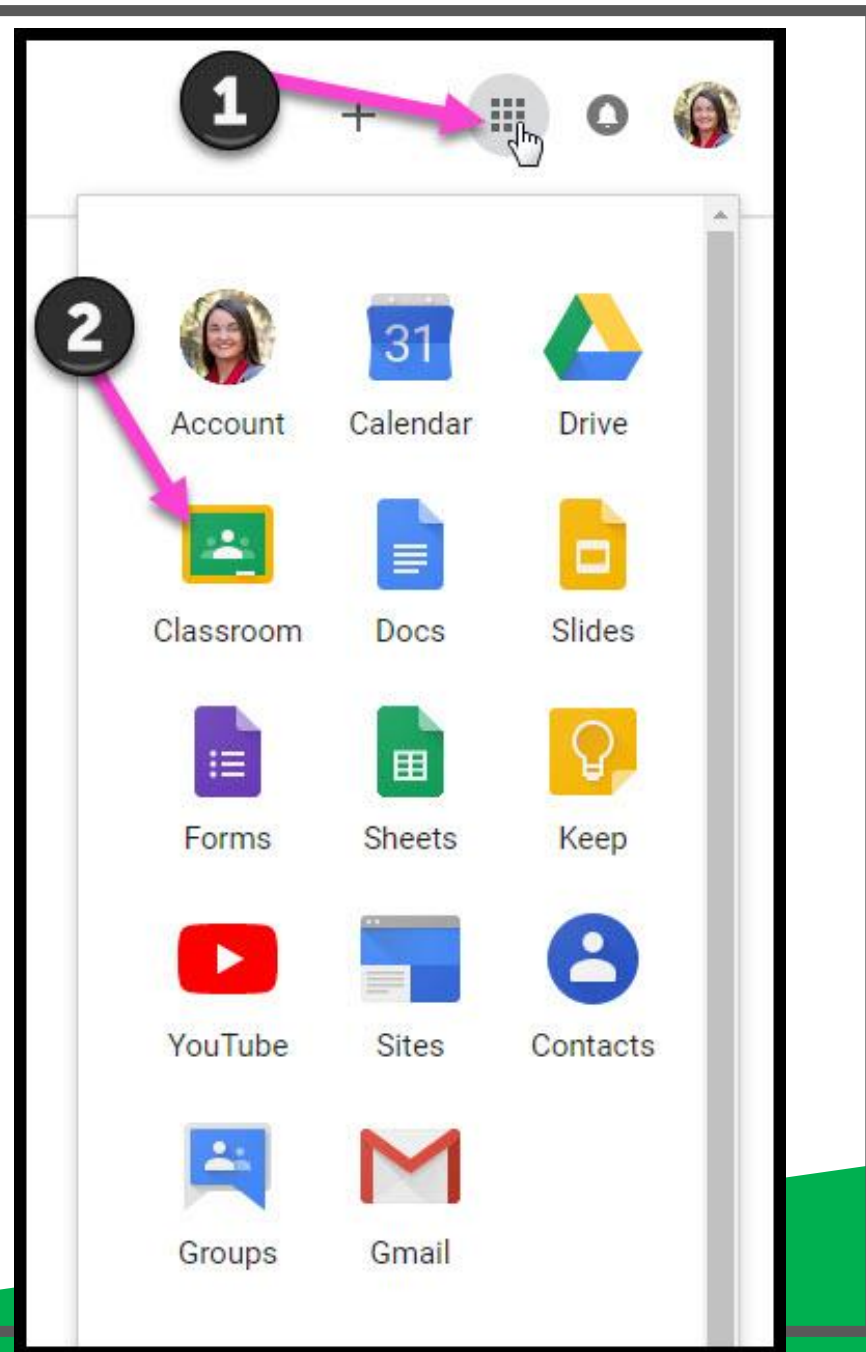 1
2
31
Account Calendar Drive
Classroom Docs Slides
Forms Sheets Keep
YouTube Sites Contacts
Groups Gmail